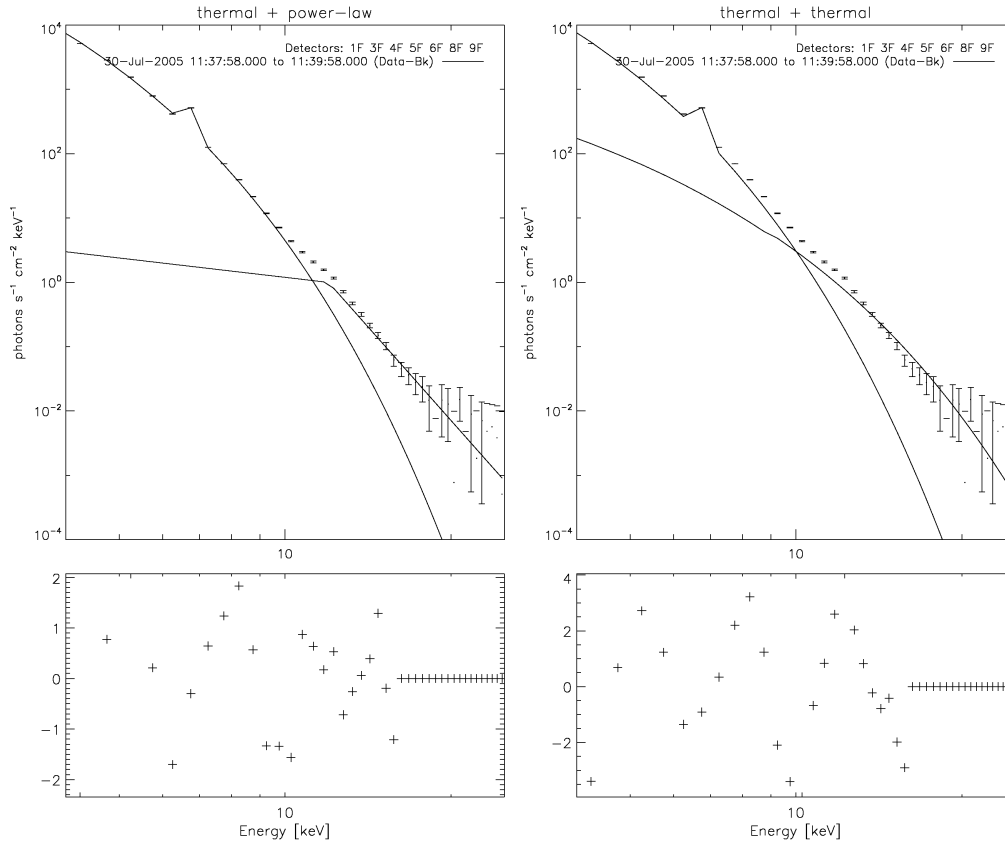 thermal + power-law
Detectors: 1F 3F 4F 5F 6F 8F 9F
30-Jul-2005 11:37:58.000 to 11:39:58.000 (Data-Bk)
photons s⁻¹ cm⁻² keV⁻¹
10⁴
10²
10⁰
10⁻²
10⁻⁴
10
2
1
0
-1
-2
10
Energy [keV]
thermal + thermal
Detectors: 1F 3F 4F 5F 6F 8F 9F
30-Jul-2005 11:37:58.000 to 11:39:58.000 (Data-Bk)
photons s⁻¹ cm⁻² keV⁻¹
10⁴
10²
10⁰
10⁻²
10⁻⁴
10
4
2
0
-2
10
Energy [keV]